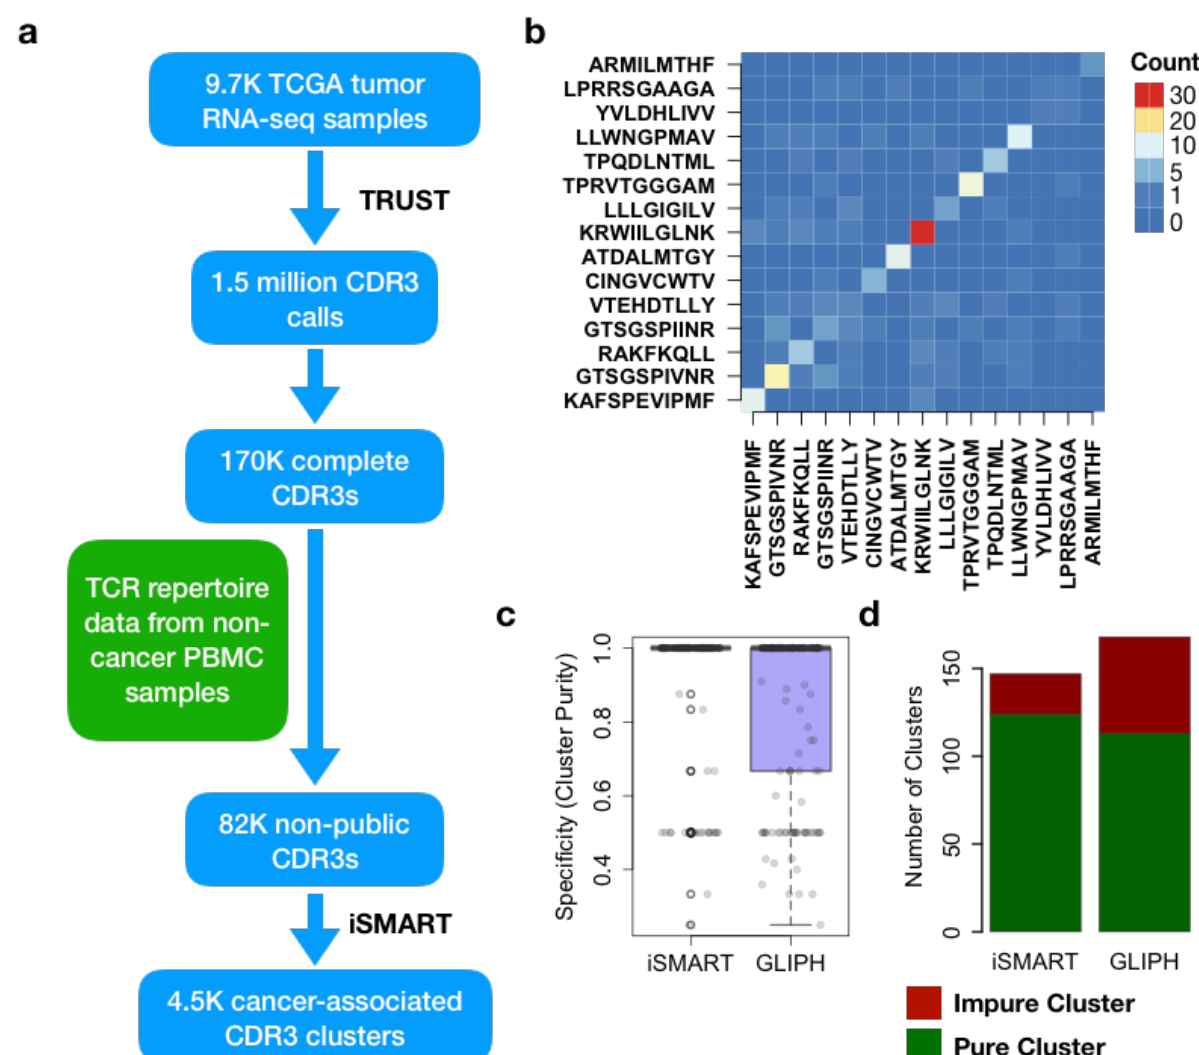 a
9.7K TCGA tumor
RNA-seq samples
TRUST
1.5 million CDR3
calls
170K complete
CDR3s
TCR repertoire
data from non-
cancer PBMC
samples
82K non-public
CDR3s
iSMART
4.5K cancer-associated
CDR3 clusters
b
ARMILMTHF
LPRRSGAAGA
YVLDHLIVV
LLWNGPMAV
TPQDLNTML
TPRVTGGGAM
LLLGIGILV
KRWIILGLNK
ATDALMTGY
CINGVCWTV
VTEHDTLLY
GTSGSPIINR
RAKFKQLL
GTSGSPIVNR
KAFSPEVIPMF
KAFSPEVIPMF
GTSGSPIVNR
RAKFKQLL
GTSGSPIINR
VTEHDTLLY
CINGVCWTV
ATDALMTGY
KRWIILGLNK
LLLGIGILV
TPRVTGGGAM
TPQDLNTML
LLWNGPMAV
YVLDHLIVV
LPRRSGAAGA
ARMILMTHF
Count
30
20
10
5
1
0
c
Specificity (Cluster Purity)
1.0
0.8
0.6
0.4
iSMART
GLIPH
d
Number of Clusters
150
100
50
0
iSMART
GLIPH
Impure Cluster
Pure Cluster